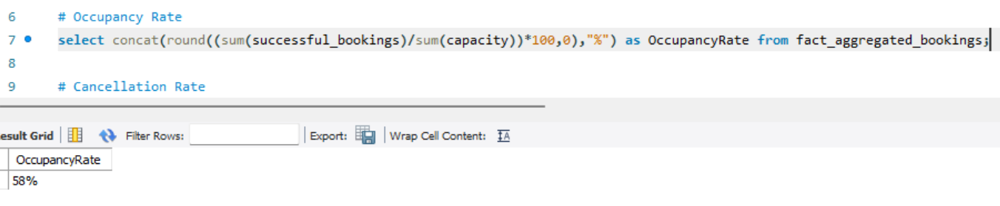 6 # Occupancy Rate
7 select concat(round((sum(successful_bookings)/sum(capacity))*100,0),"%") as OccupancyRate from fact_aggregated_bookings;
8
9 # Cancellation Rate
esult Grid Filter Rows: Export: Wrap Cell Content:
OccupancyRate
58%